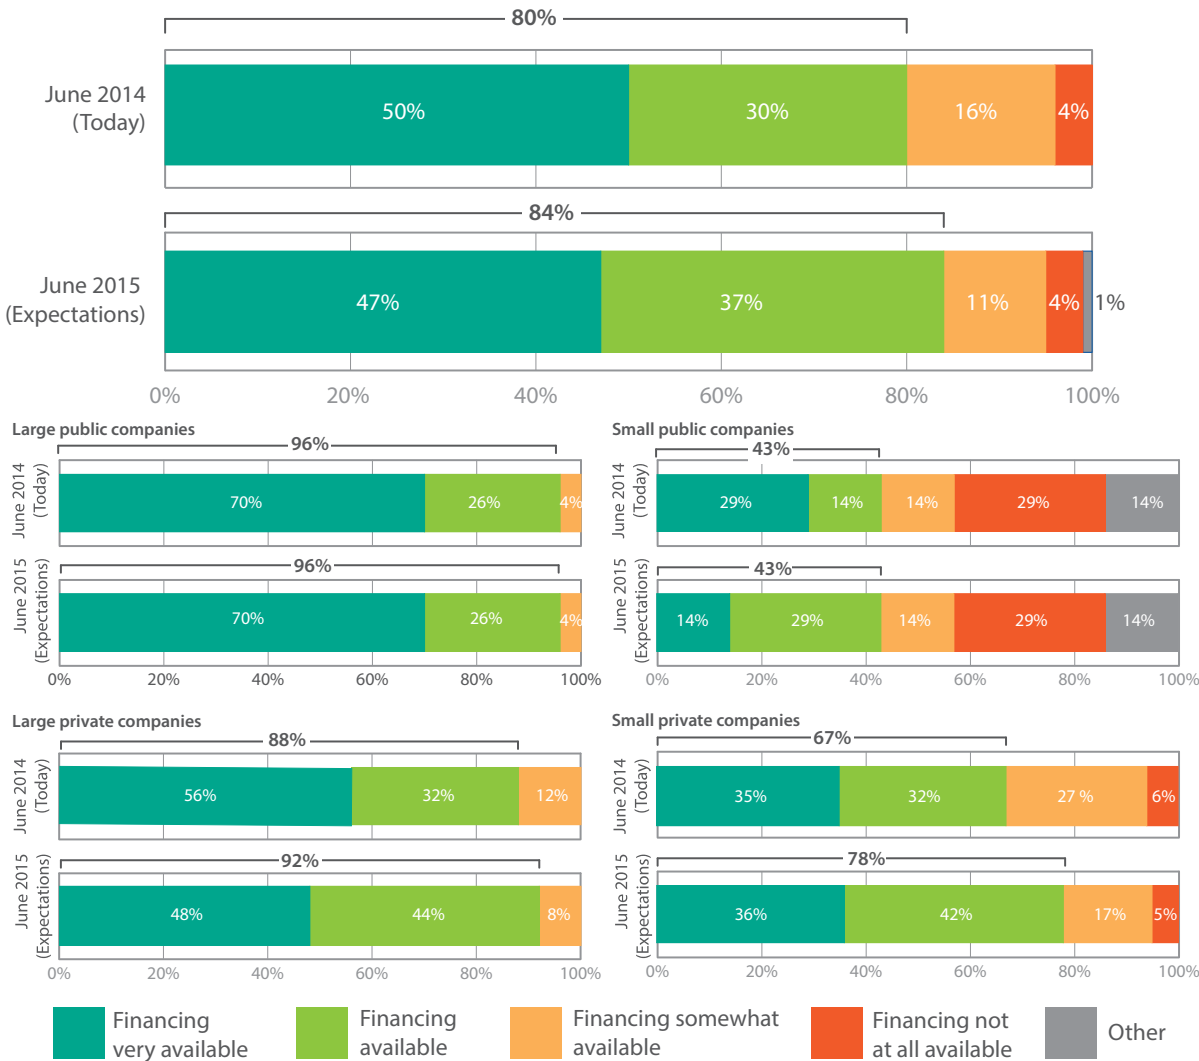 80%
June 2014
(Today)
50%
30%
16%
4%
84%
June 2015
(Expectations)
47%
37%
11%
4%
1%
0%
20%
40%
60%
80%
100%
Large public companies
96%
June 2014
(Today)
70%
26%
4%
96%
June 2015
(Expectations)
70%
26%
4%
0%
20%
40%
60%
80%
100%
Small public companies
43%
June 2014
(Today)
29%
14%
14%
29%
14%
43%
June 2015
(Expectations)
14%
29%
14%
29%
14%
0%
20%
40%
60%
80%
100%
Large private companies
88%
June 2014
(Today)
56%
32%
12%
92%
June 2015
(Expectations)
48%
44%
8%
0%
20%
40%
60%
80%
100%
Small private companies
67%
June 2014
(Today)
35%
32%
27 %
6%
78%
June 2015
(Expectations)
36%
42%
17%
5%
0%
20%
40%
60%
80%
100%
Financing
very available
Financing
available
Financing somewhat
available
Financing not
at all available
Other